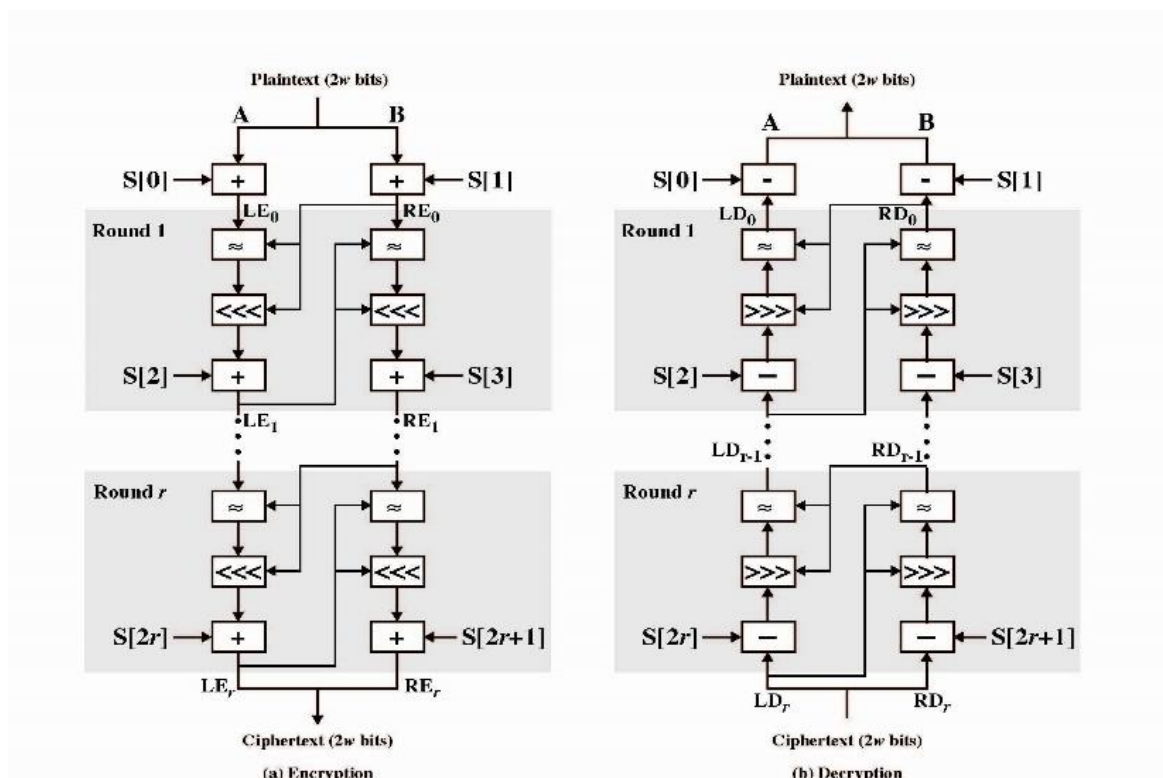 Plaintext (2w bits)
A B
S[0] + + S[1]
LE0 RE0
Round 1
≈ ≈
<<< <<<
S[2] + + S[3]
LE1 RE1
Round r
≈ ≈
<<< <<<
S[2r] + + S[2r+1]
LEr REr
Ciphertext (2w bits)
(a) Encryption
Plaintext (2w bits)
A B
S[0] - - S[1]
LD0 RD0
Round 1
≈ ≈
>>> >>>
S[2] — — S[3]
LDr-1 RDr-1
Round r
≈ ≈
>>> >>>
S[2r] — — S[2r+1]
LDr RDr
Ciphertext (2w bits)
(b) Decryption